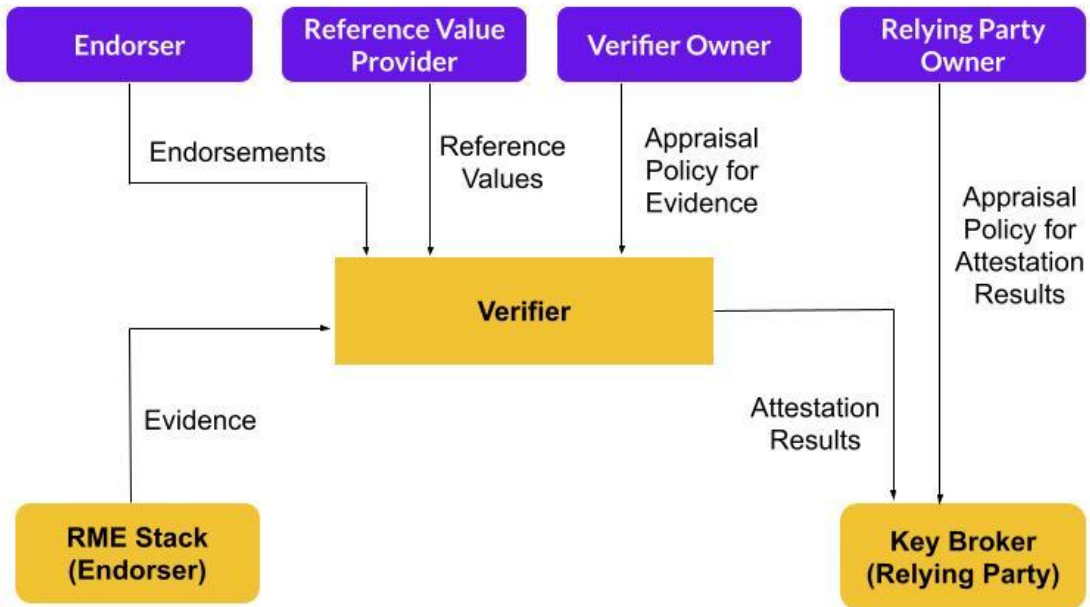 Endorser
Reference Value
Provider
Verifier Owner
Relying Party
Owner
Endorsements
Reference
Values
Appraisal
Policy for
Evidence
Appraisal
Policy for
Attestation
Results
Verifier
Evidence
Attestation
Results
RME Stack
(Endorser)
Key Broker
(Relying Party)